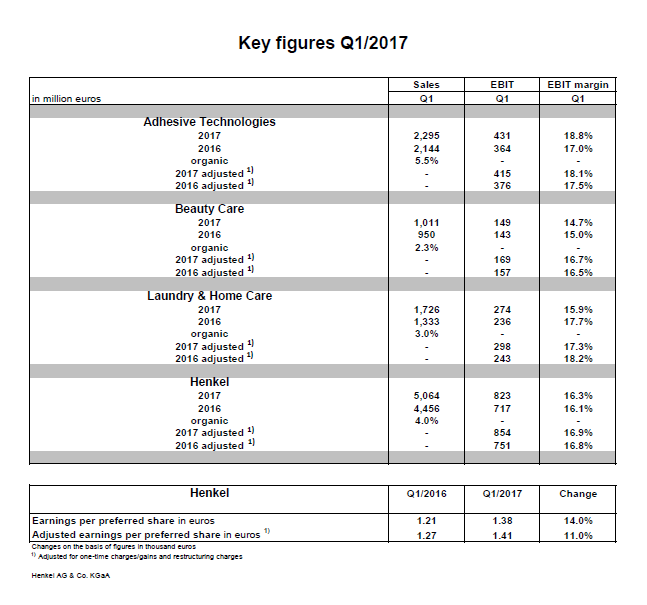 Key figures Q1/2017
Sales EBIT EBIT margin
in million euros Q1 Q1 Q1
Adhesive Technologies
2017 2,295 431 18.8%
2016 2,144 364 17.0%
organic 5.5% - -
2017 adjusted 1) - 415 18.1%
2016 adjusted 1) - 376 17.5%
Beauty Care
2017 1,011 149 14.7%
2016 950 143 15.0%
organic 2.3% - -
2017 adjusted 1) - 169 16.7%
2016 adjusted 1) - 157 16.5%
Laundry & Home Care
2017 1,726 274 15.9%
2016 1,333 236 17.7%
organic 3.0% - -
2017 adjusted 1) - 298 17.3%
2016 adjusted 1) - 243 18.2%
Henkel
2017 5,064 823 16.3%
2016 4,456 717 16.1%
organic 4.0% - -
2017 adjusted 1) - 854 16.9%
2016 adjusted 1) - 751 16.8%
Henkel Q1/2016 Q1/2017 Change
Earnings per preferred share in euros 1.21 1.38 14.0%
Adjusted earnings per preferred share in euros 1) 1.27 1.41 11.0%
Changes on the basis of figures in thousand euros
1) Adjusted for one-time charges/gains and restructuring charges
Henkel AG & Co. KGaA